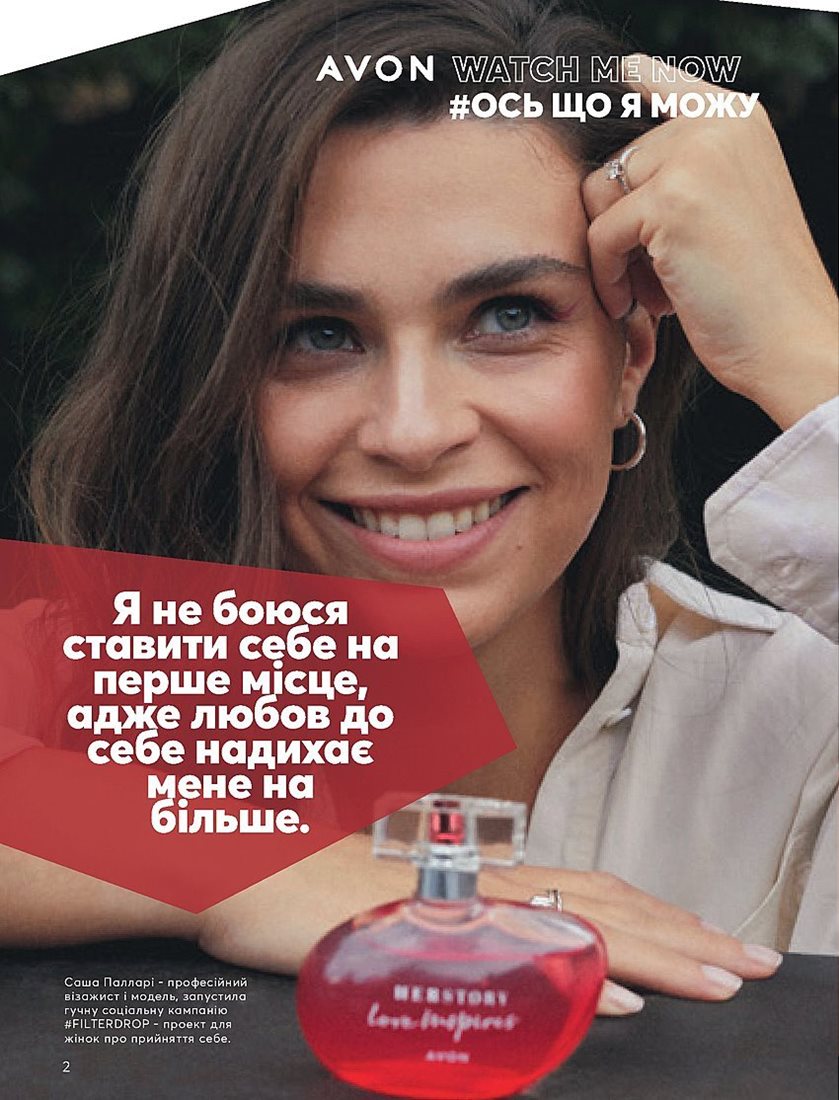 AVON WATCH ME NOW
#ОСЬ ЩО Я МОЖУ
Я не боюся
ставити себе на
перше місце,
адже любов до
себе надихає
мене на
більше.
HERSTORY
love inspires
AVON
Саша Палларі - професійний
візажист і модель, запустила
гучну соціальну кампанію
#FILTERDROP - проект для
жінок про прийняття себе.
2